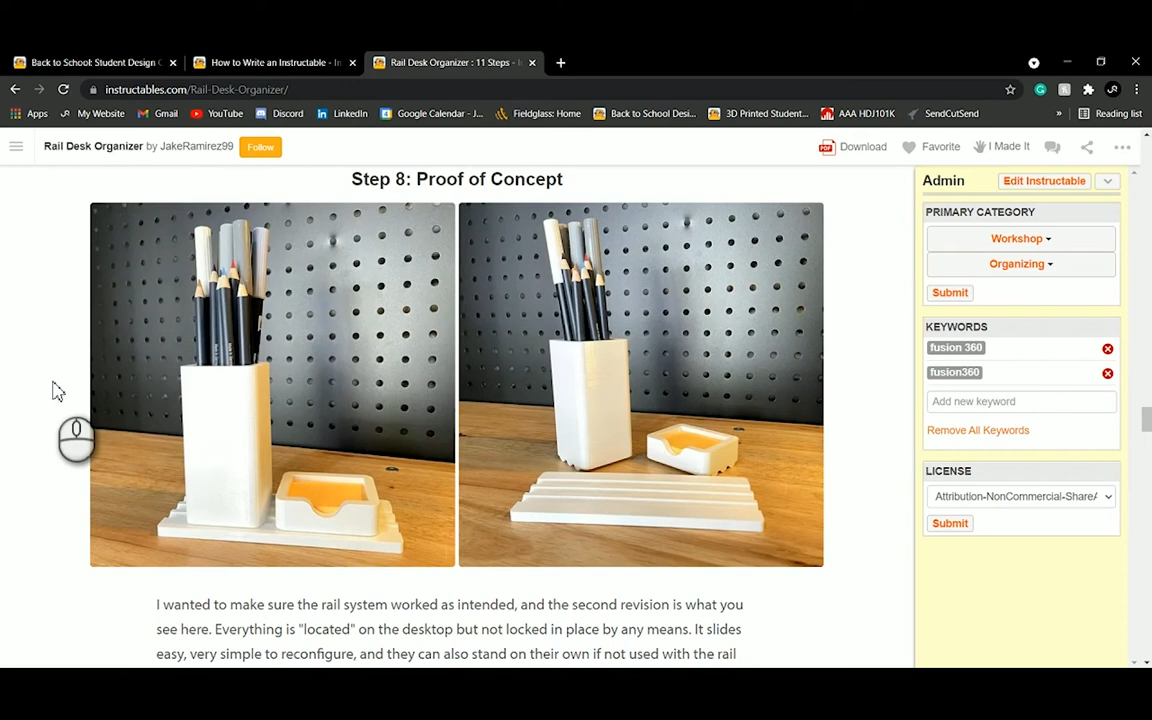 Back to School: Student Design C
How to Write an Instructable - In
Rail Desk Organizer : 11 Steps - In
instructables.com/Rail-Desk-Organizer/
Apps
My Website
Gmail
YouTube
Discord
LinkedIn
Google Calendar - J...
Fieldglass: Home
Back to School Desi...
3D Printed Student...
AAA HDJ101K
SendCutSend
»
Reading list
Rail Desk Organizer by JakeRamirez99
Follow
Download
Favorite
I Made It
Step 8: Proof of Concept
I wanted to make sure the rail system worked as intended, and the second revision is what you
see here. Everything is "located" on the desktop but not locked in place by any means. It slides
easy, very simple to reconfigure, and they can also stand on their own if not used with the rail
Admin
Edit Instructable
PRIMARY CATEGORY
Workshop
Organizing
Submit
KEYWORDS
fusion 360
fusion360
Add new keyword
Remove All Keywords
LICENSE
Attribution-NonCommercial-ShareA
Submit